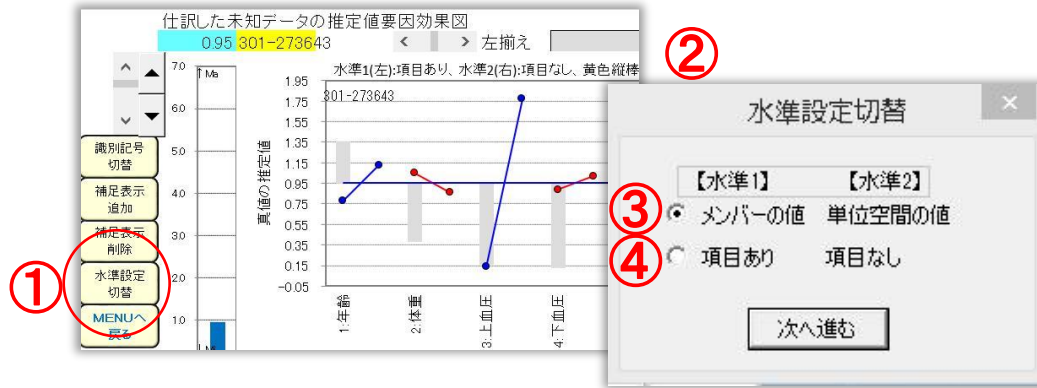 仕訳した未知データの推定値要因効果図
0.95 301-273643
左揃え
②
水準1(左):項目あり、水準2(右):項目なし、黄色縦棒
301-273643
7.0
6.0
5.0
4.0
3.0
2.0
1.0
↑Ma
真値の推定値
1.95
1.75
1.55
1.35
1.15
0.95
0.75
0.55
0.35
0.15
-0.05
1:年齢
2:体重
3:上血圧
4:下血圧
識別記号
切替
補足表示
追加
補足表示
削除
①
水準設定
切替
MENUへ
戻る
水準設定切替
×
【水準1】 【水準2】
③ メンバーの値 単位空間の値
④ 項目あり 項目なし
次へ進む